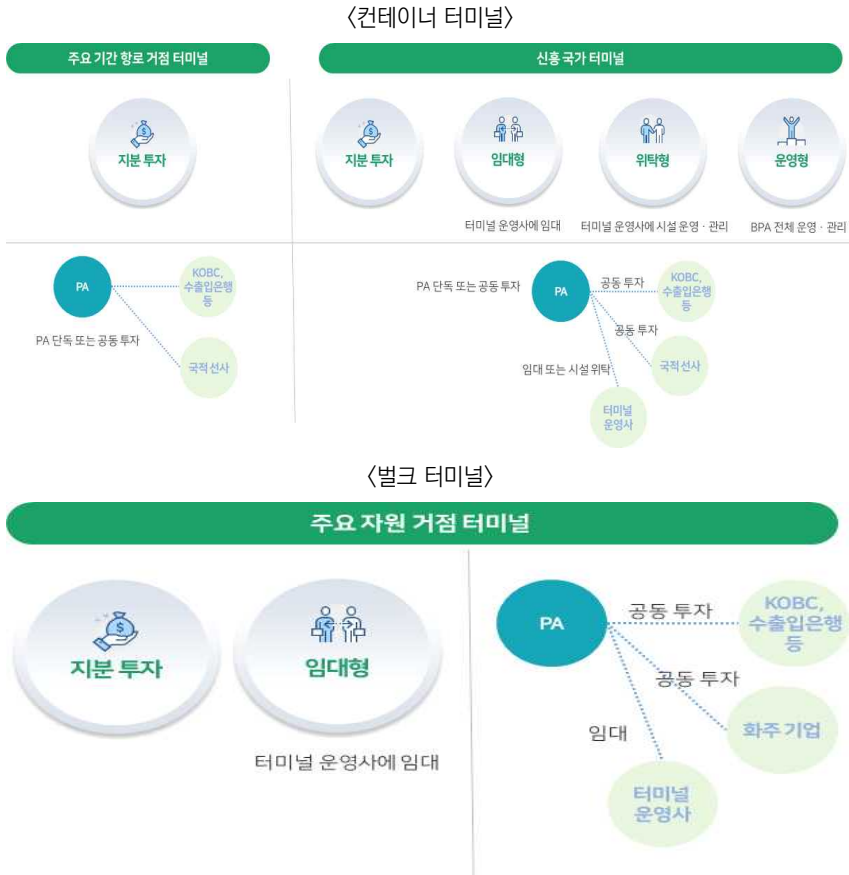 〈컨테이너 터미널〉
주요 기간 항로 거점 터미널
신흥 국가 터미널
지분 투자
지분 투자
임대형
위탁형
운영형
터미널 운영사에 임대
터미널 운영사에 시설 운영 · 관리
BPA 전체 운영 · 관리
PA
KOBC,
수출입은행
등
PA 단독 또는 공동 투자
국적 선사
PA 단독 또는 공동 투자
PA
공동 투자
KOBC,
수출입은행
등
공동 투자
국적 선사
임대 또는 시설 위탁
터미널
운영사
〈벌크 터미널〉
주요 자원 거점 터미널
지분 투자
임대형
터미널 운영사에 임대
PA
공동 투자
KOBC,
수출입은행
등
공동 투자
화주 기업
임대
터미널
운영사